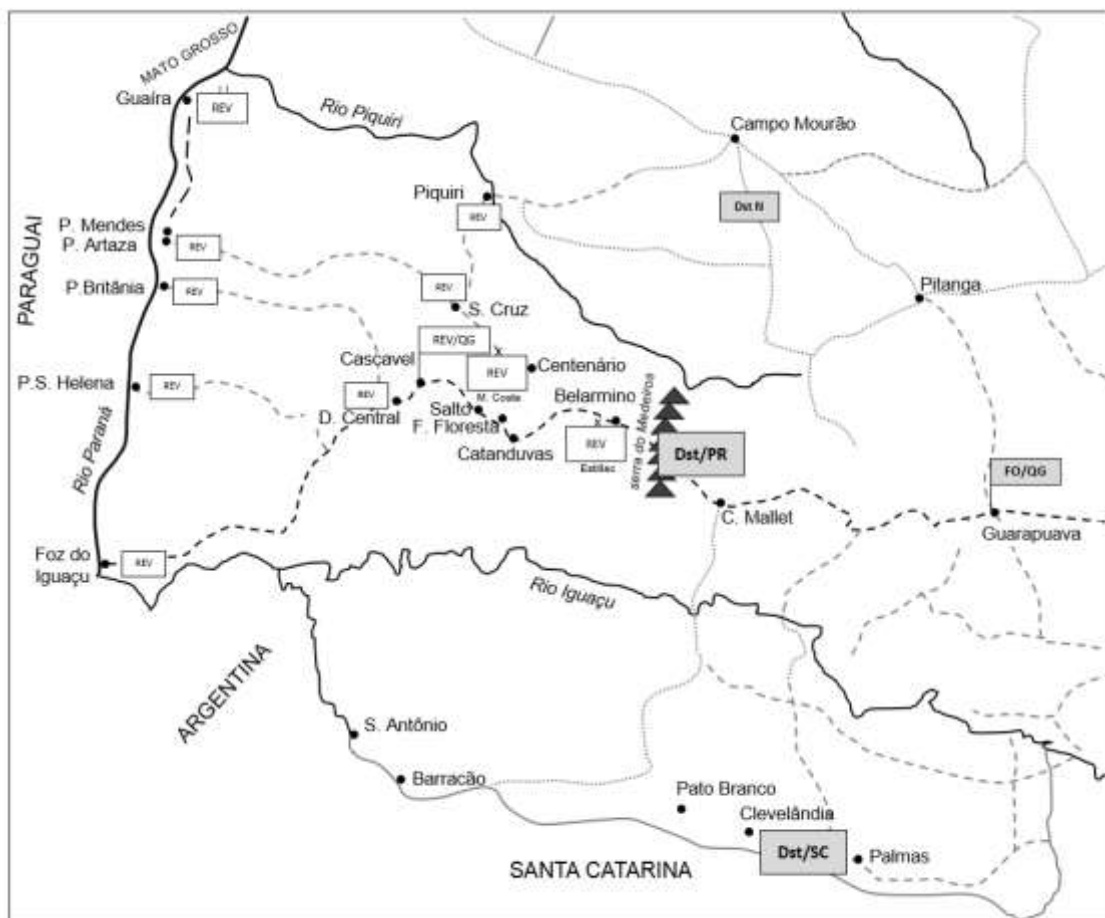 MATO GROSSO
Guaíra
REV
Rio Piquiri
Campo Mourão
Piquiri
REV
Dst N
PARAGUAI
P. Mendes
P. Artaza
REV
P.Britânia
REV
REV
S. Cruz
Pitanga
REV/QG
Cascavel
Centenário
REV
M. Costa
P.S. Helena
REV
REV
D. Central
Salto
F. Floresta
Belarmino
Catanduvas
REV
Estillac
serra do Medeiros
Dst/PR
FO/QG
Rio Paraná
C. Mallet
Guarapuava
Foz do
Iguaçu
REV
Rio Iguaçu
ARGENTINA
S. Antônio
Barracão
Pato Branco
Clevelândia
Dst/SC
Palmas
SANTA CATARINA